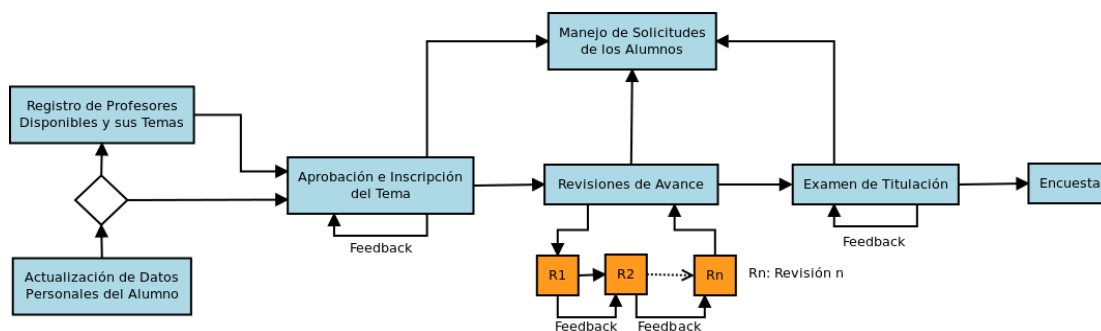 Manejo de Solicitudes
de los Alumnos
Registro de Profesores
Disponibles y sus Temas
Aprobación e Inscripción
del Tema
Revisiones de Avance
Examen de Titulación
Encuesta
Feedback
Feedback
Actualización de Datos
Personales del Alumno
R1
R2
Rn
Rn: Revisión n
Feedback
Feedback